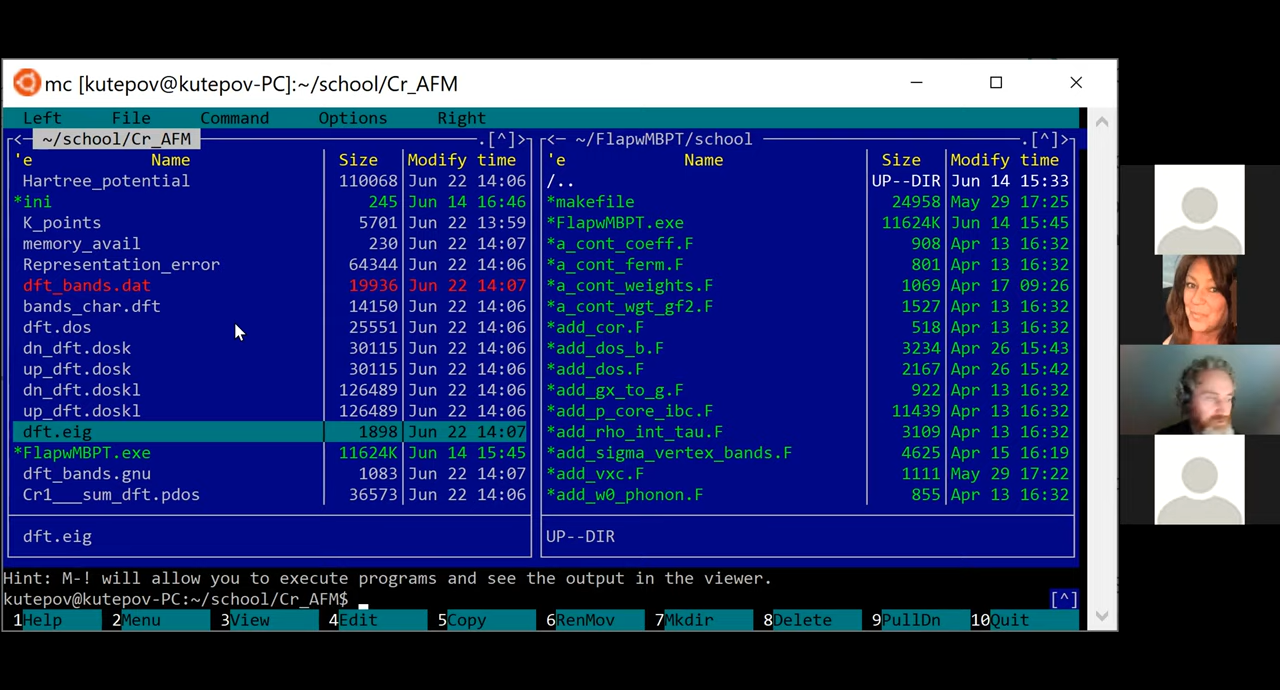 mc [kutepov@kutepov-PC]:~/school/Cr_AFM
Left File Command Options Right
<─ ~/school/Cr_AFM .[^]> <─ ~/FlapwMBPT/school .[^]>
'e Name Size Modify time 'e Name Size Modify time
Hartree_potential 110068 Jun 22 14:06 /.. UP--DIR Jun 14 15:33
*ini 245 Jun 14 16:46 *makefile 24958 May 29 17:25
K_points 5701 Jun 22 13:59 *FlapwMBPT.exe 11624K Jun 14 15:45
memory_avail 230 Jun 22 14:07 *a_cont_coeff.F 908 Apr 13 16:32
Representation_error 64344 Jun 22 14:06 *a_cont_ferm.F 801 Apr 13 16:32
dft_bands.dat 19936 Jun 22 14:07 *a_cont_weights.F 1069 Apr 17 09:26
bands_char.dft 14150 Jun 22 14:06 *a_cont_wgt_gf2.F 1527 Apr 13 16:32
dft.dos 25551 Jun 22 14:06 *add_cor.F 518 Apr 13 16:32
dn_dft.dosk 30115 Jun 22 14:06 *add_dos_b.F 3234 Apr 26 15:43
up_dft.dosk 30115 Jun 22 14:06 *add_dos.F 2167 Apr 26 15:42
dn_dft.doskl 126489 Jun 22 14:06 *add_gx_to_g.F 922 Apr 13 16:32
up_dft.doskl 126489 Jun 22 14:06 *add_p_core_ibc.F 11439 Apr 13 16:32
dft.eig 1898 Jun 22 14:07 *add_rho_int_tau.F 3109 Apr 13 16:32
*FlapwMBPT.exe 11624K Jun 14 15:45 *add_sigma_vertex_bands.F 4625 Apr 15 16:19
dft_bands.gnu 1083 Jun 22 14:07 *add_vxc.F 1111 May 29 17:22
Cr1___sum_dft.pdos 36573 Jun 22 14:06 *add_w0_phonon.F 855 Apr 13 16:32
dft.eig UP--DIR
Hint: M-! will allow you to execute programs and see the output in the viewer.
kutepov@kutepov-PC:~/school/Cr_AFM$ [^]
1Help 2Menu 3View 4Edit 5Copy 6RenMov 7Mkdir 8Delete 9PullDn 10Quit